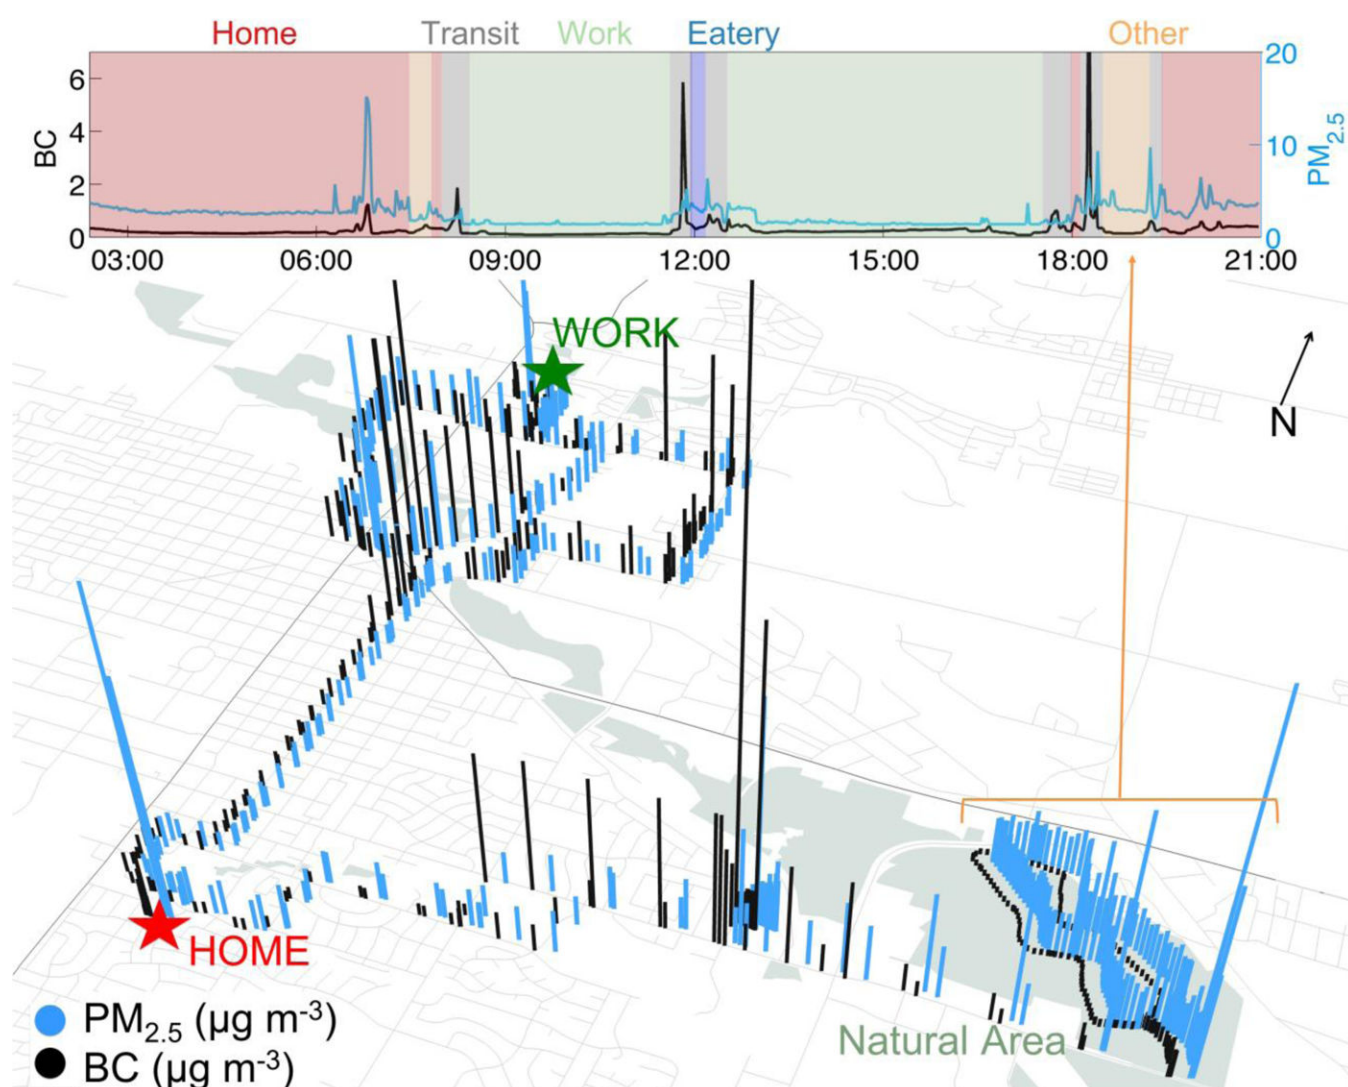 Home Transit Work Eatery Other
6
4
2
0
BC
20
10
0
PM2.5
03:00 06:00 09:00 12:00 15:00 18:00 21:00
WORK
N
HOME
PM2.5 (µg m-3)
BC (µg m-3)
Natural Area